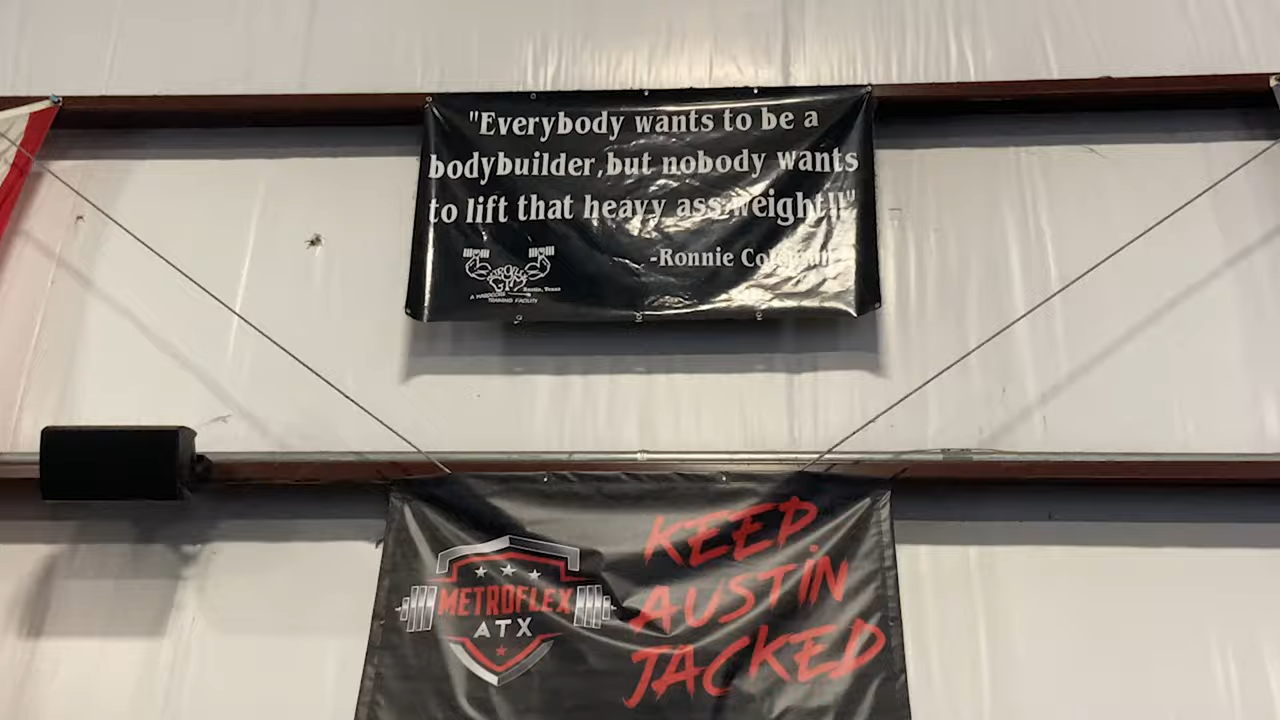 "Everybody wants to be a
bodybuilder,but nobody wants
to lift that heavy ass weight!!"
-Ronnie Coleman
Austin, Texas
A HARDCORE
TRAINING FACILITY
KEEP
AUSTIN
JACKED
METROFLEX
ATX